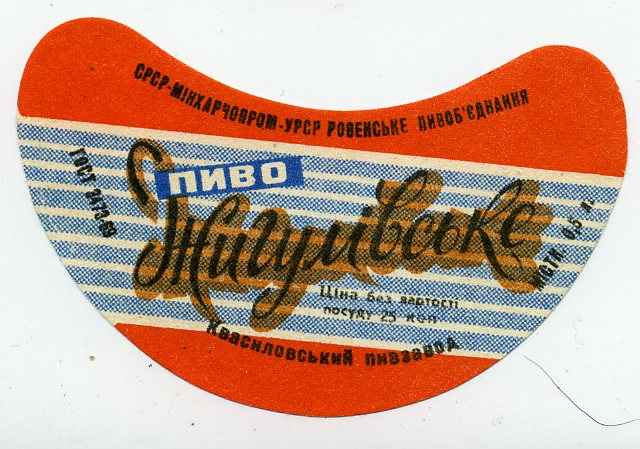 СРСР-МІНХАРЧОПРОМ-УРСР РОВЕНСЬКЕ ПИВОБ'ЄДНАННЯ
ГОСТ 3473-69
ПИВО
Жигулівське
МІСТК. 0,5 л.
Ціна без вартості
посуду 25 коп.
Квасиловський пивзавод